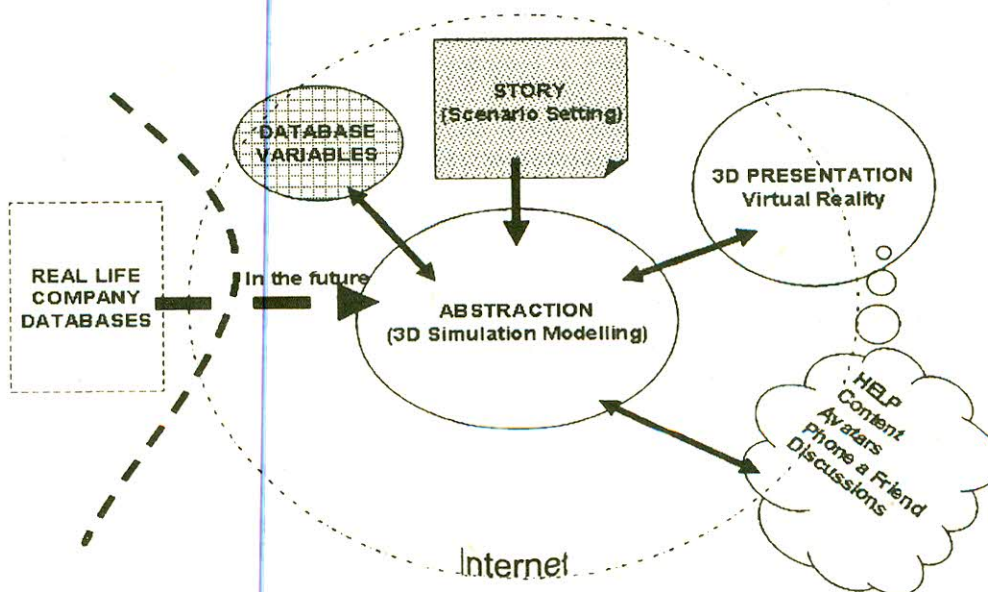 STORY
(Scenario Setting)
DATABASE
VARIABLES
3D PRESENTATION
Virtual Reality
REAL LIFE
COMPANY
DATABASES
In the future
ABSTRACTION
(3D Simulation Modelling)
HELP
Content
Avatars
Phone a Friend
Discussions
Internet